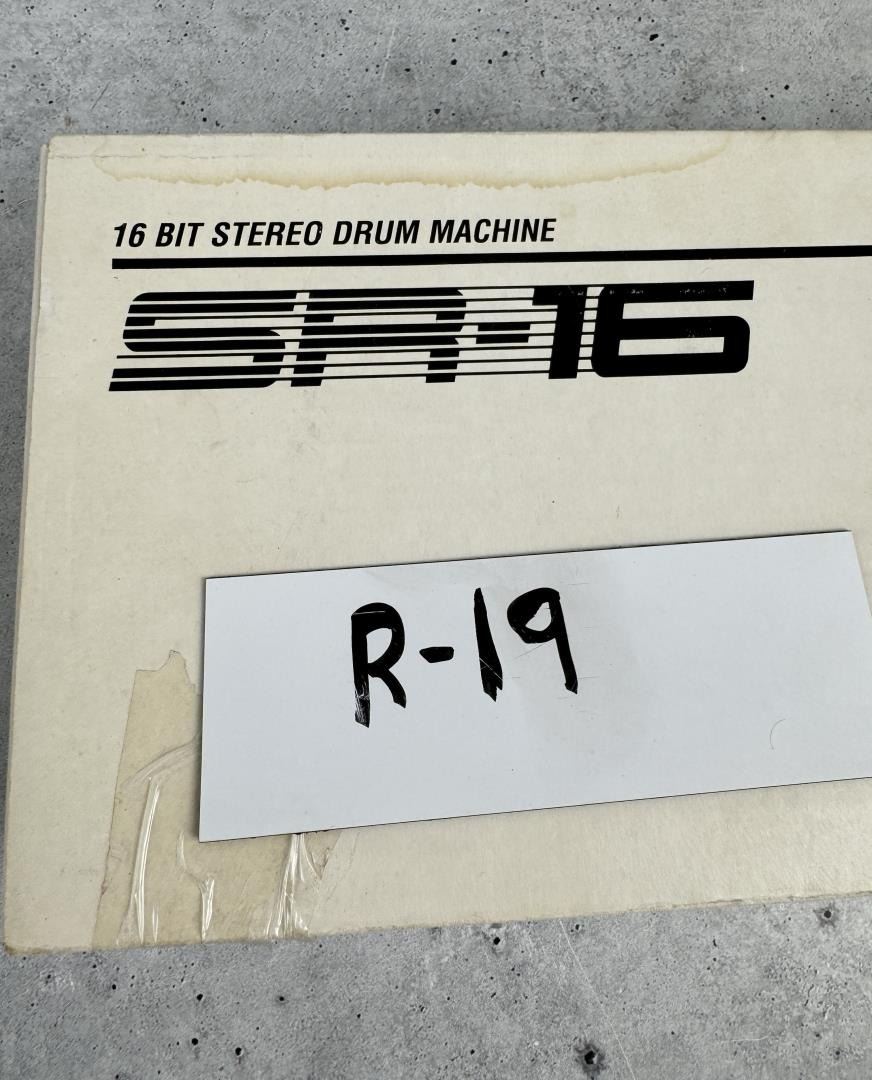 16 BIT STEREO DRUM MACHINE
SR-16
R-19